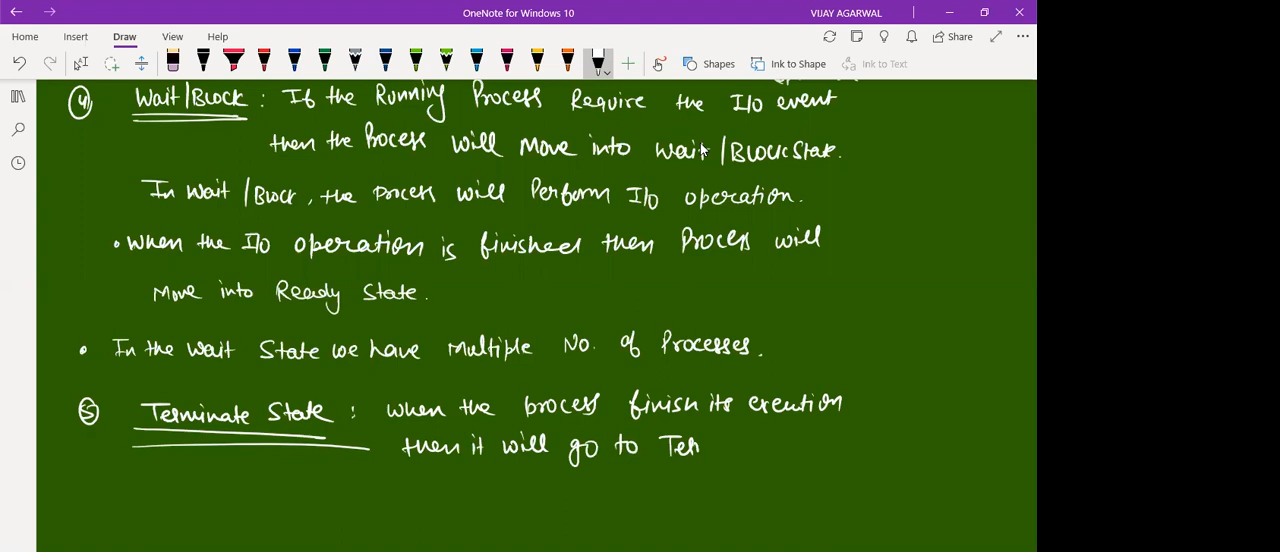 OneNote for Windows 10
VIJAY AGARWAL
Home Insert Draw View Help
Share
Shapes
Ink to Shape
Ink to Text
④ Wait/Block : If the Running Process Require the I/O event
then the Process will Move into Wait/Block State.
In Wait/Block, the Process will Perform I/O operation.
• When the I/O operation is finished then Process will
Move into Ready State.
• In the Wait State we have Multiple No. of Processes.
⑤ Terminate State : when the process finish its exeution
then it will go to Teh